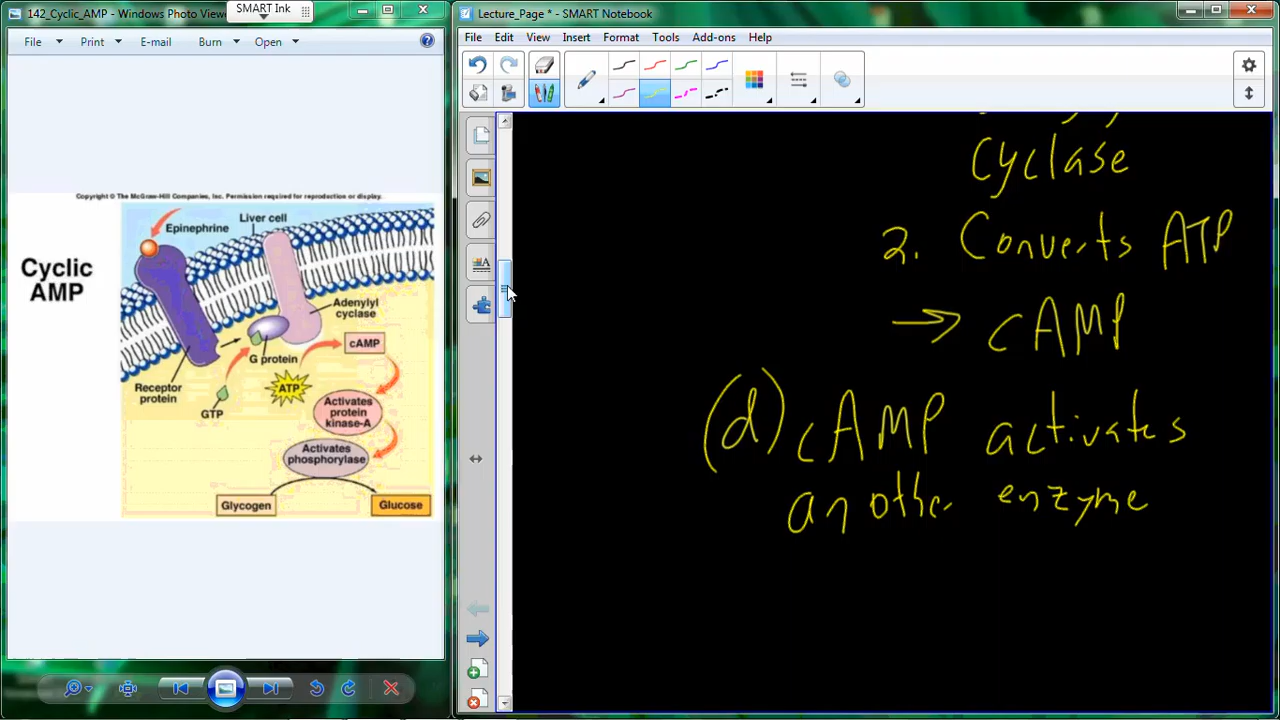 142_Cyclic_AMP - Windows Photo View
SMART Ink
File Print E-mail Burn Open
Copyright © The McGraw-Hill Companies, Inc. Permission required for reproduction or display.
Cyclic
AMP
Epinephrine
Liver cell
Adenylyl
cyclase
G protein
cAMP
Receptor
protein
GTP
ATP
Activates
protein
kinase-A
Activates
phosphorylase
Glycogen
Glucose
Lecture_Page * - SMART Notebook
File Edit View Insert Format Tools Add-ons Help
Cyclase
2. Converts ATP
→ cAMP
(d) cAMP activates
another enzyme